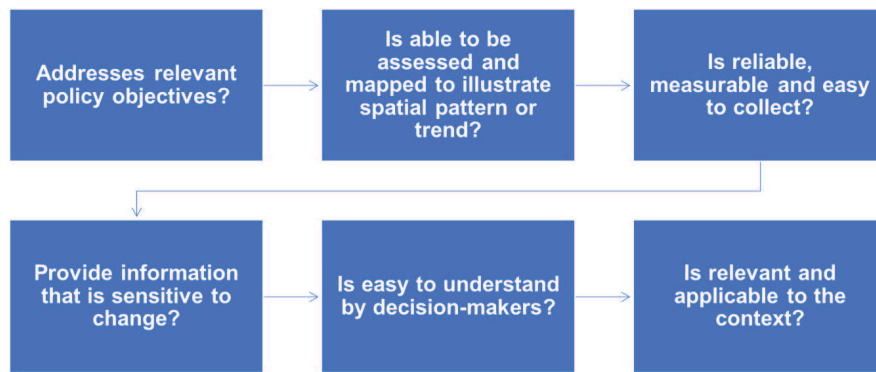 Addresses relevant
policy objectives?
Is able to be
assessed and
mapped to illustrate
spatial pattern or
trend?
Is reliable,
measurable and easy
to collect?
Provide information
that is sensitive to
change?
Is easy to understand
by decision-makers?
Is relevant and
applicable to the
context?